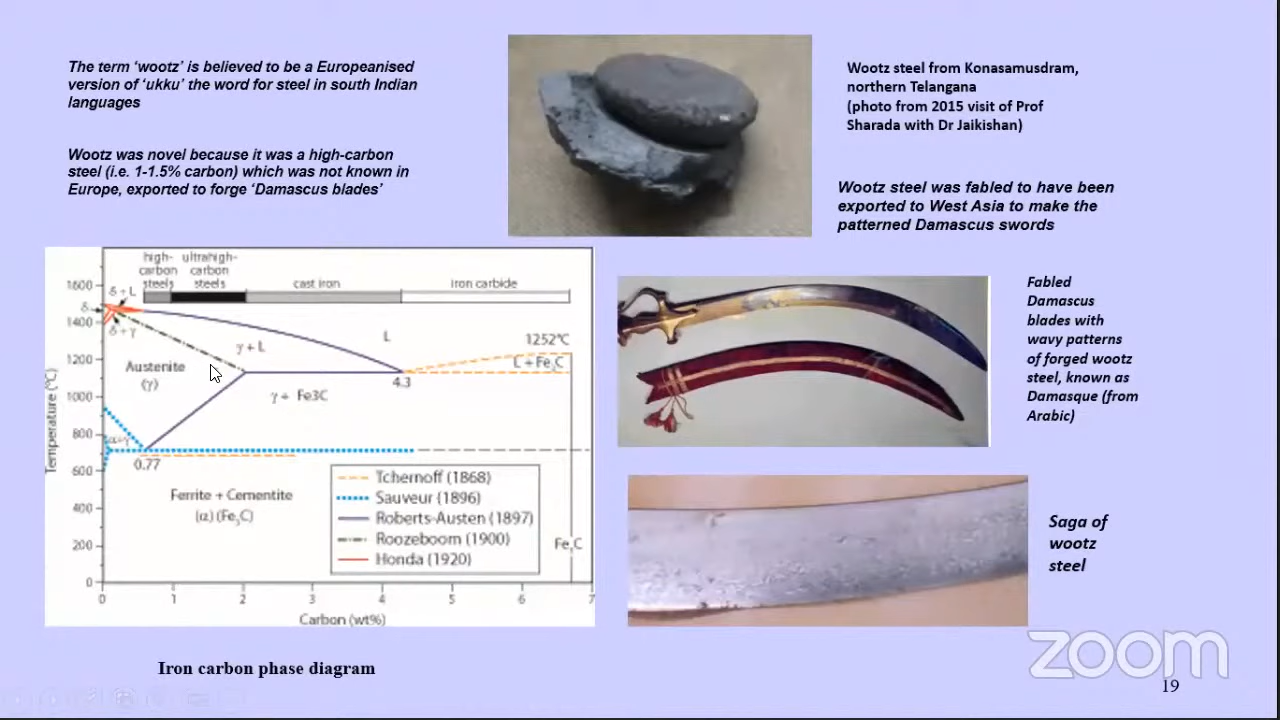 The term ‘wootz’ is believed to be a Europeanised
version of ‘ukku’ the word for steel in south Indian
languages
Wootz was novel because it was a high-carbon
steel (i.e. 1-1.5% carbon) which was not known in
Europe, exported to forge ‘Damascus blades’
Wootz steel from Konasamusdram,
northern Telangana
(photo from 2015 visit of Prof
Sharada with Dr Jaikishan)
Wootz steel was fabled to have been
exported to West Asia to make the
patterned Damascus swords
high-
carbon
steels
ultrahigh-
carbon
steels
cast iron
iron carbide
Temperature (°C)
1600
1400
1200
1000
800
600
400
200
0
δ + L
δ
δ + γ
γ + L
L
1252°C
L + Fe3C
Austenite
(γ)
4.3
γ + Fe3C
α+γ
0.77
Ferrite + Cementite
(α) (Fe3C)
Tchernoff (1868)
Sauveur (1896)
Roberts-Austen (1897)
Roozeboom (1900)
Honda (1920)
Fe3C
0 1 2 3 4 5 6 7
Carbon (wt%)
Iron carbon phase diagram
Fabled
Damascus
blades with
wavy patterns
of forged wootz
steel, known as
Damasque (from
Arabic)
Saga of
wootz
steel
zoom
19